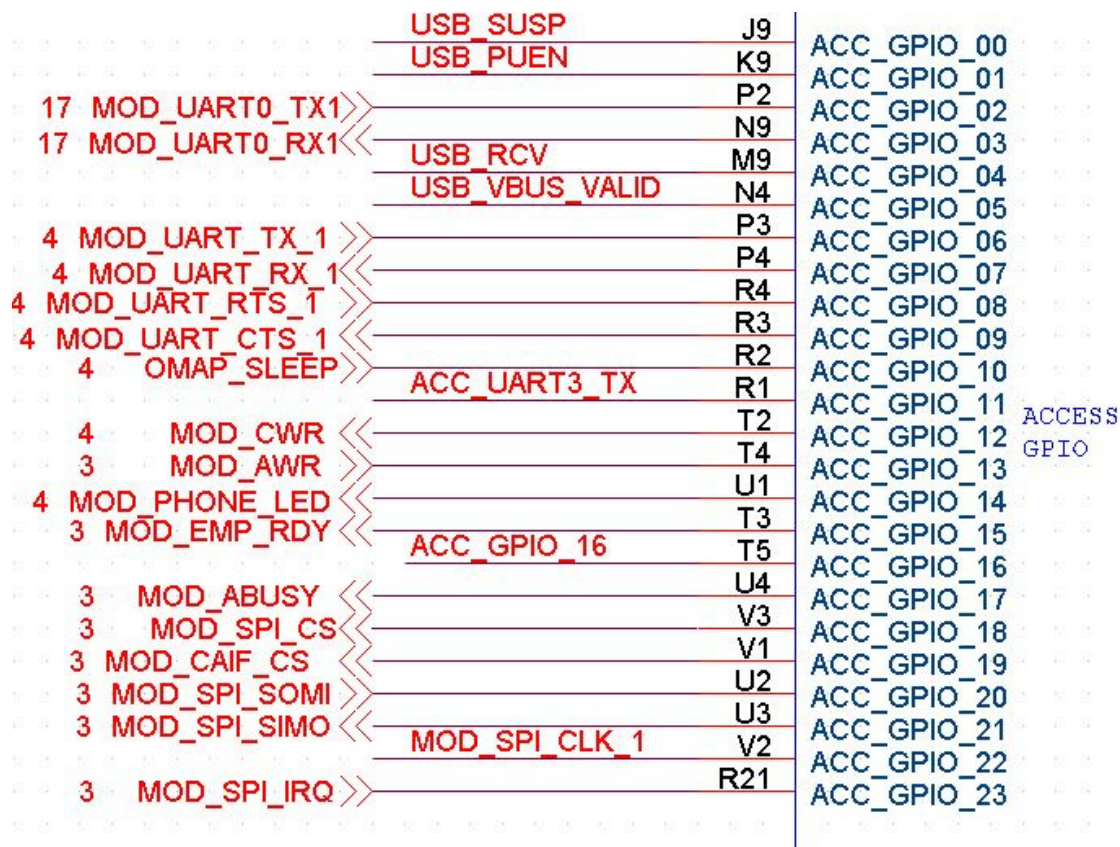 USB_SUSP J9 ACC_GPIO_00
USB_PUEN K9 ACC_GPIO_01
17 MOD_UART0_TX1 P2 ACC_GPIO_02
17 MOD_UART0_RX1 N9 ACC_GPIO_03
USB_RCV M9 ACC_GPIO_04
USB_VBUS_VALID N4 ACC_GPIO_05
4 MOD_UART_TX_1 P3 ACC_GPIO_06
4 MOD_UART_RX_1 P4 ACC_GPIO_07
4 MOD_UART_RTS_1 R4 ACC_GPIO_08
4 MOD_UART_CTS_1 R3 ACC_GPIO_09
4 OMAP_SLEEP R2 ACC_GPIO_10
ACC_UART3_TX R1 ACC_GPIO_11
4 MOD_CWR T2 ACC_GPIO_12
3 MOD_AWR T4 ACC_GPIO_13
4 MOD_PHONE_LED U1 ACC_GPIO_14
3 MOD_EMP_RDY T3 ACC_GPIO_15
ACC_GPIO_16 T5 ACC_GPIO_16
3 MOD_ABUSY U4 ACC_GPIO_17
3 MOD_SPI_CS V3 ACC_GPIO_18
3 MOD_CAIF_CS V1 ACC_GPIO_19
3 MOD_SPI_SOMI U2 ACC_GPIO_20
3 MOD_SPI_SIMO U3 ACC_GPIO_21
MOD_SPI_CLK_1 V2 ACC_GPIO_22
3 MOD_SPI_IRQ R21 ACC_GPIO_23
ACCESS
GPIO